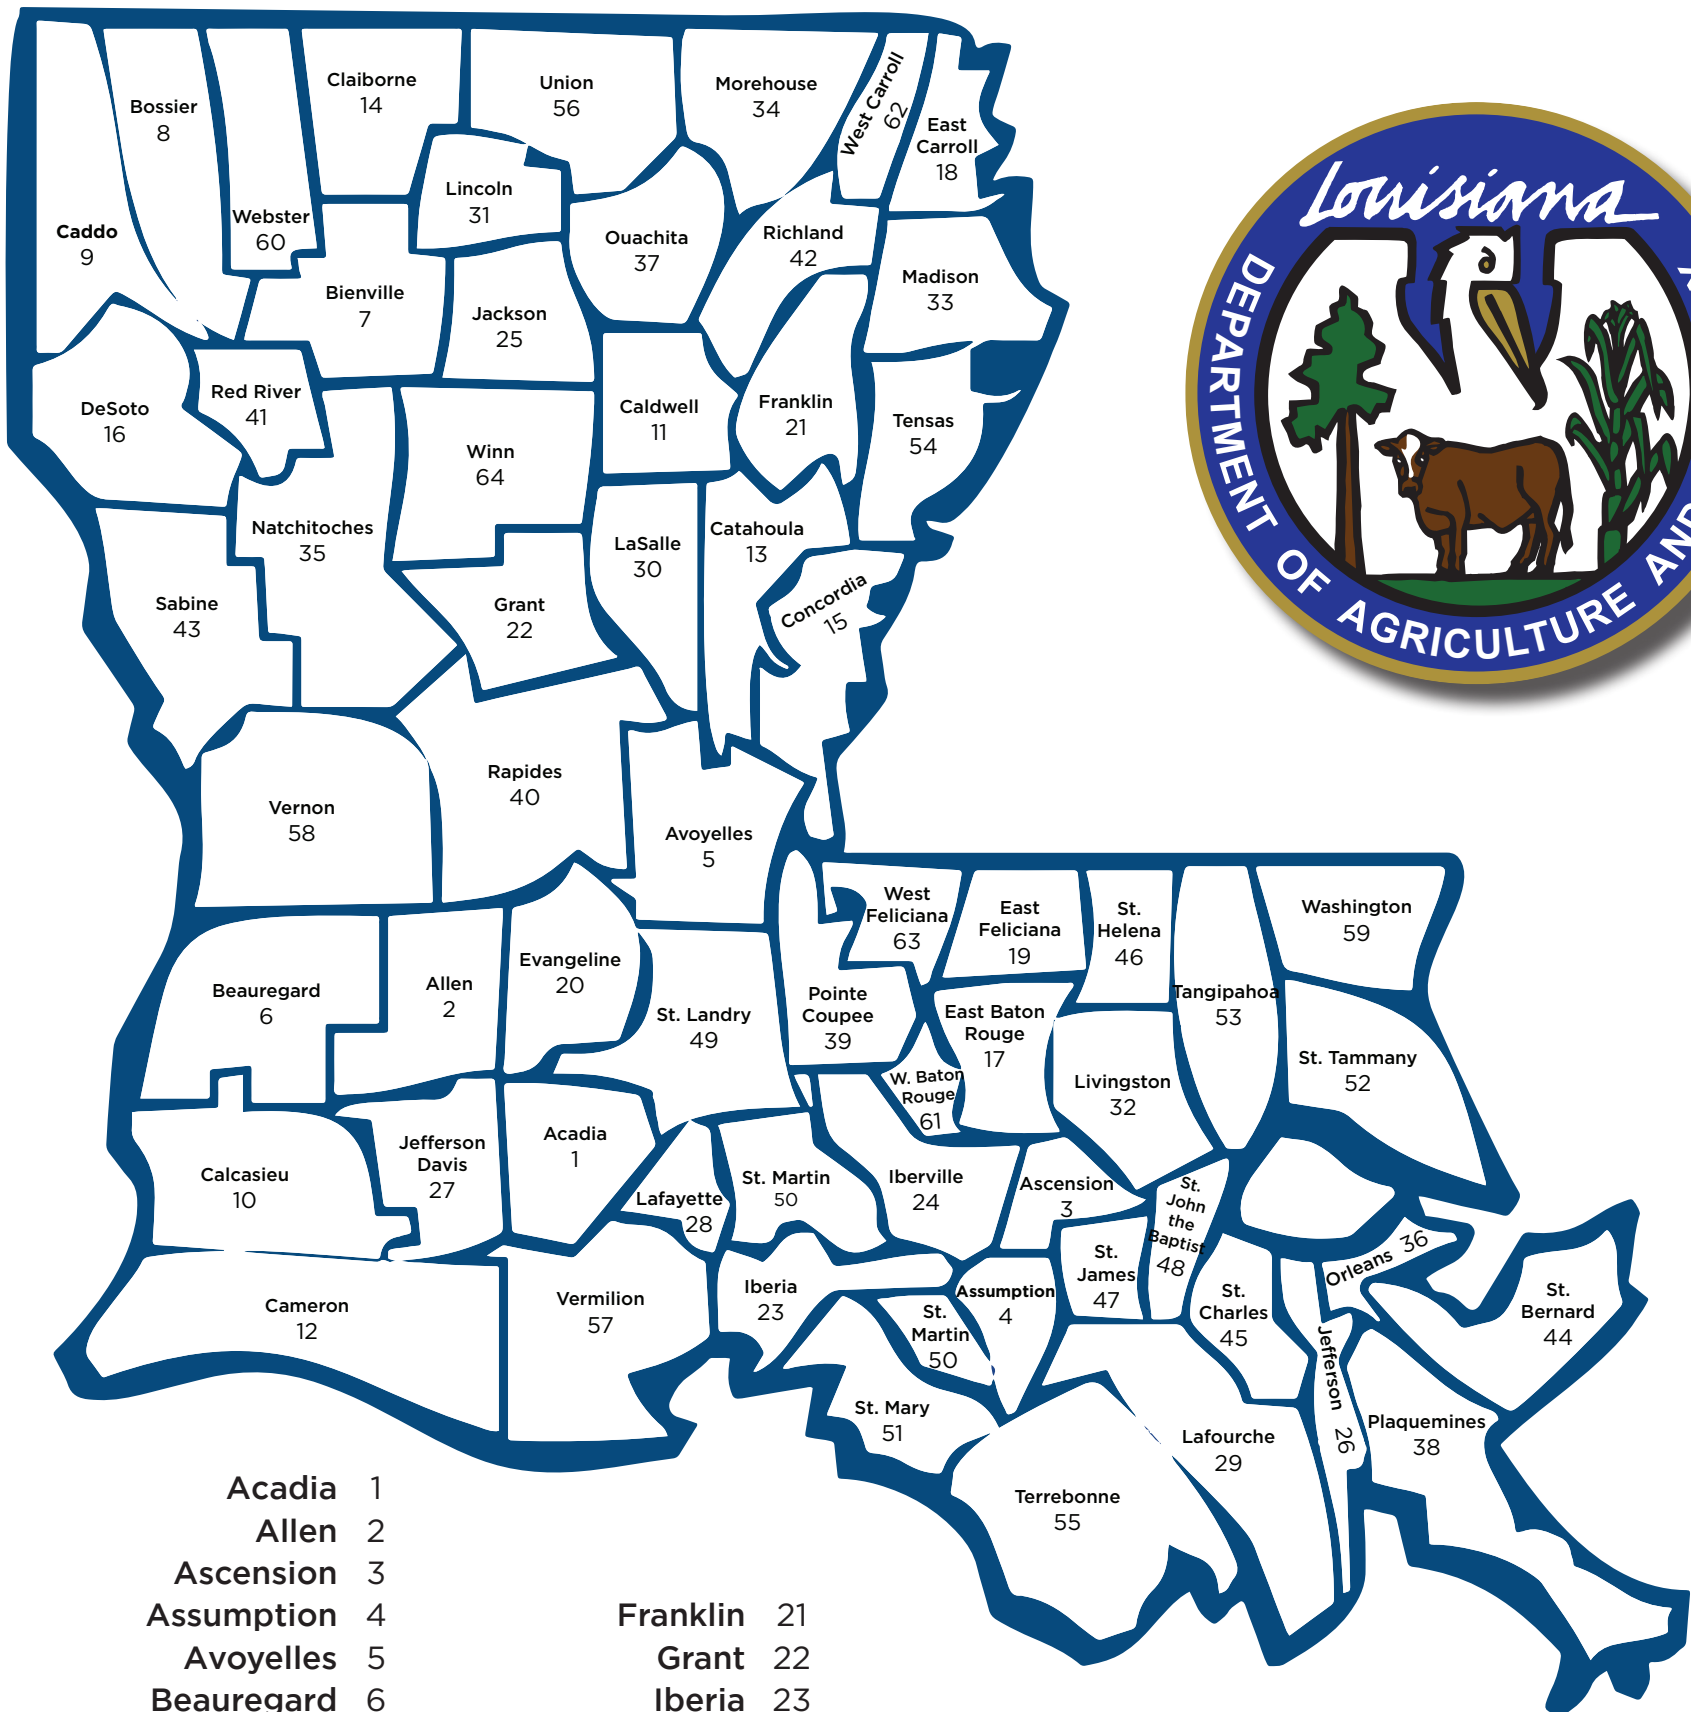 Claiborne
14
Union
56
Morehouse
34
West Carroll
62
East
Carroll
18
Bossier
8
Lincoln
31
Webster
60
Caddo
9
Ouachita
37
Richland
42
Madison
33
Bienville
7
Jackson
25
DeSoto
16
Red River
41
Caldwell
11
Franklin
21
Tensas
54
Winn
64
Natchitoches
35
LaSalle
30
Catahoula
13
Concordia
15
Sabine
43
Grant
22
Rapides
40
Vernon
58
Avoyelles
5
West
Feliciana
63
East
Feliciana
19
St.
Helena
46
Washington
59
Beauregard
6
Allen
2
Evangeline
20
St. Landry
49
Pointe
Coupee
39
East Baton
Rouge
17
Tangipahoa
53
St. Tammany
52
W. Baton
Rouge
61
Livingston
32
Calcasieu
10
Jefferson
Davis
27
Acadia
1
Lafayette
28
St. Martin
50
Iberville
24
Ascension
3
St.
John
the
Baptist
48
St.
James
47
Orleans 36
St.
Bernard
44
Cameron
12
Vermilion
57
Iberia
23
St.
Martin
50
Assumption
4
St.
Charles
45
Jefferson
26
St. Mary
51
Lafourche
29
Plaquemines
38
Terrebonne
55
Louisiana
DEPARTMENT OF AGRICULTURE AND
Acadia 1
Allen 2
Ascension 3
Assumption 4
Avoyelles 5
Beauregard 6
Franklin 21
Grant 22
Iberia 23